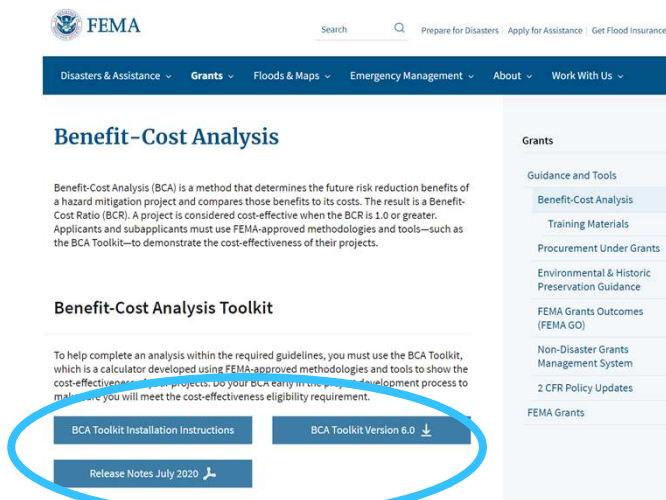 FEMA
Search
Prepare for Disasters
Apply for Assistance
Get Flood Insurance
Disasters & Assistance
Grants
Floods & Maps
Emergency Management
About
Work With Us
Benefit-Cost Analysis
Benefit-Cost Analysis (BCA) is a method that determines the future risk reduction benefits of
a hazard mitigation project and compares those benefits to its costs. The result is a Benefit-
Cost Ratio (BCR). A project is considered cost-effective when the BCR is 1.0 or greater.
Applicants and subapplicants must use FEMA-approved methodologies and tools—such as
the BCA Toolkit—to demonstrate the cost-effectiveness of their projects.
Benefit-Cost Analysis Toolkit
To help complete an analysis within the required guidelines, you must use the BCA Toolkit,
which is a calculator developed using FEMA-approved methodologies and tools to show the
cost-effectiveness of your projects. Do your BCA early in the project development process to
make sure you will meet the cost-effectiveness eligibility requirement.
BCA Toolkit Installation Instructions
BCA Toolkit Version 6.0
Release Notes July 2020
Grants
Guidance and Tools
Benefit-Cost Analysis
Training Materials
Procurement Under Grants
Environmental & Historic
Preservation Guidance
FEMA Grants Outcomes
(FEMA GO)
Non-Disaster Grants
Management System
2 CFR Policy Updates
FEMA Grants